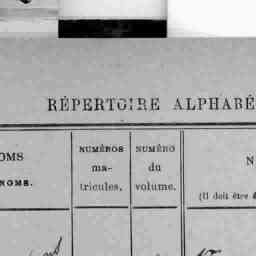 RÉPERTOIRE ALPHABÉ
OMS
NOMS.
NUMÉROS
ma-
tricules,
NUMÉRO
du
volume.
N
(Il doit être